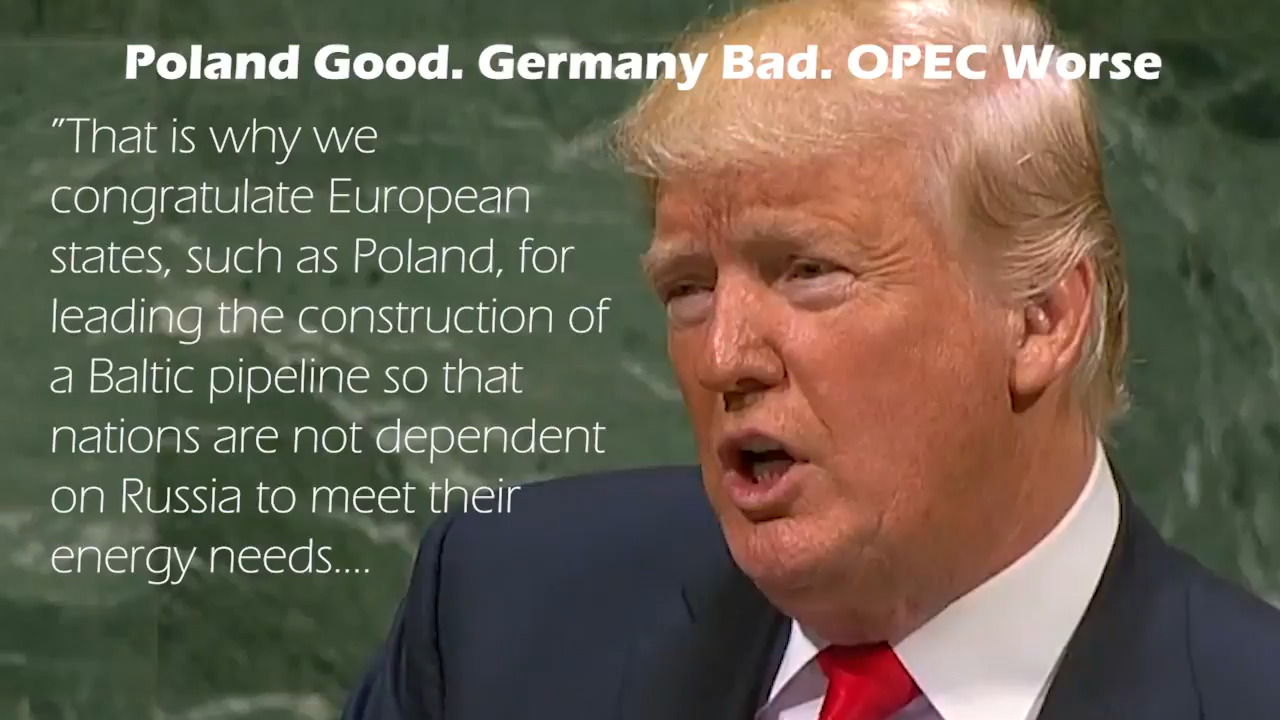 Poland Good. Germany Bad. OPEC Worse
"That is why we
congratulate European
states, such as Poland, for
leading the construction of
a Baltic pipeline so that
nations are not dependent
on Russia to meet their
energy needs....